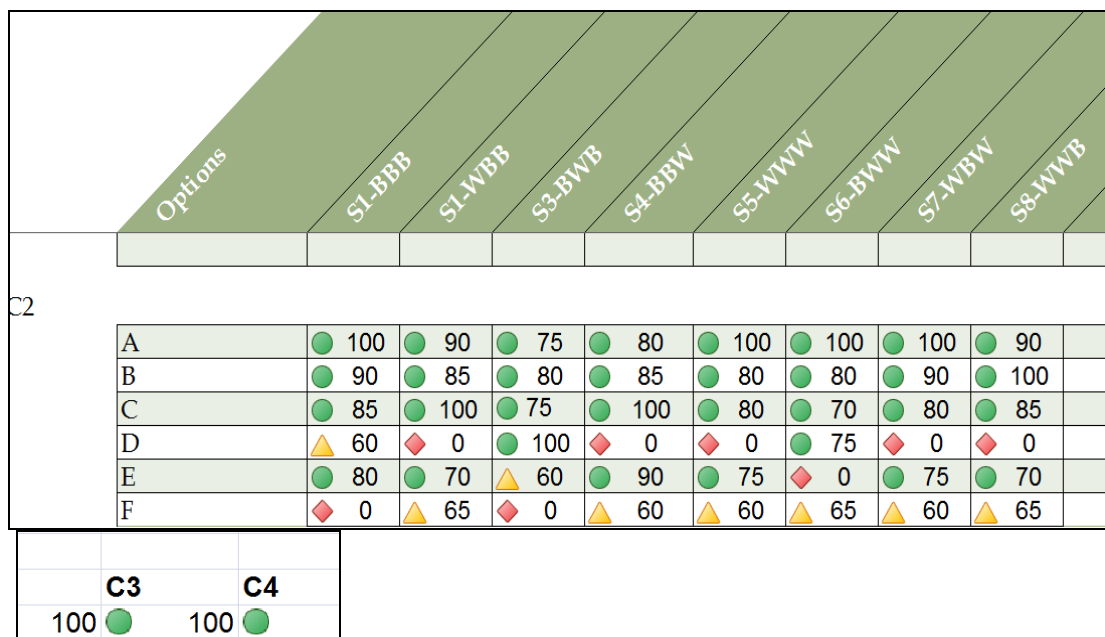 Options S1-BBB S1-WBB S3-BWB S4-BBW S5-WWW S6-BWW S7-WBW S8-WWB
C2
A 100 90 75 80 100 100 100 90
B 90 85 80 85 80 80 90 100
C 85 100 75 100 80 70 80 85
D 60 0 100 0 0 75 0 0
E 80 70 60 90 75 0 75 70
F 0 65 0 60 60 65 60 65
C3 C4
100 100